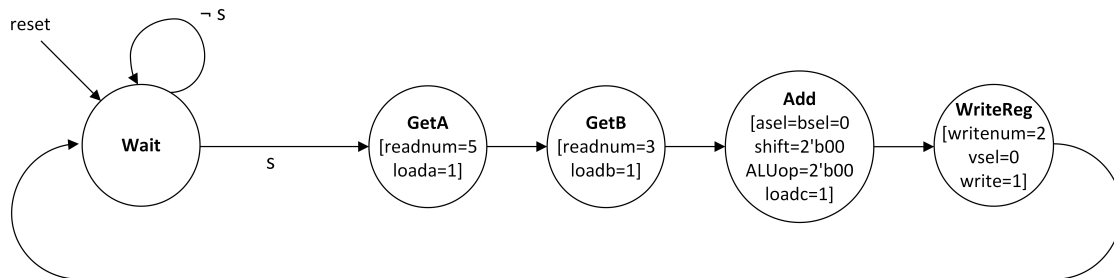 reset
¬ s
Wait
s
GetA
[readnum=5
loada=1]
GetB
[readnum=3
loadb=1]
Add
[asel=bsel=0
shift=2'b00
ALUop=2'b00
loadc=1]
WriteReg
[writenum=2
vsel=0
write=1]